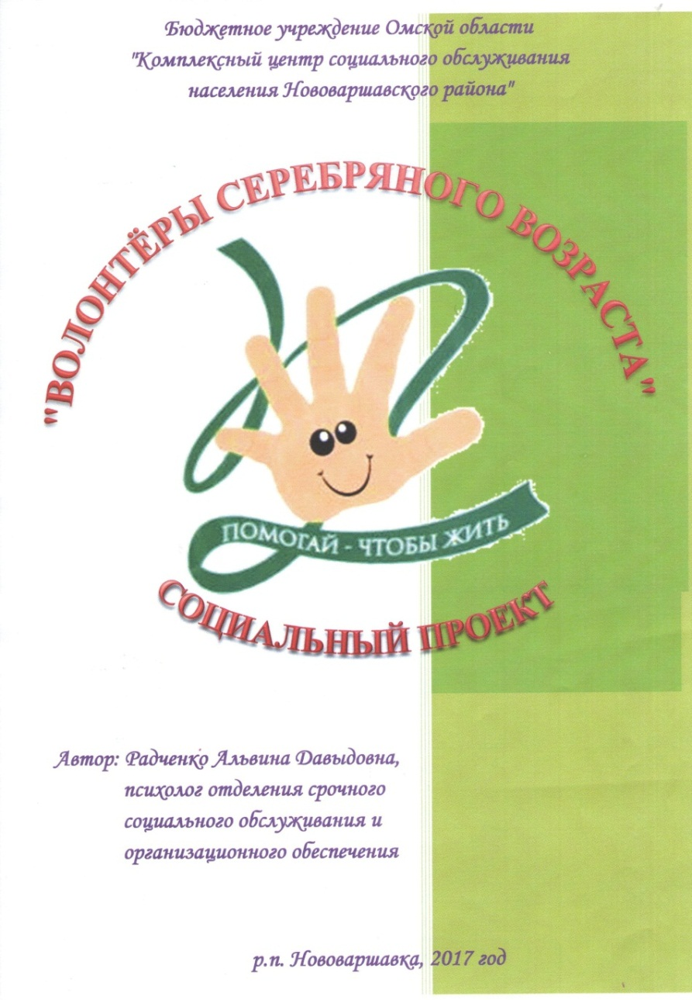 Бюджетное учреждение Омской области
"Комплексный центр социального обслуживания
населения Нововаршавского района"
"ВОЛОНТЁРЫ СЕРЕБРЯНОГО ВОЗРАСТА"
ПОМОГАЙ - ЧТОБЫ ЖИТЬ
СОЦИАЛЬНЫЙ ПРОЕКТ
Автор: Радченко Альвина Давыдовна,
психолог отделения срочного
социального обслуживания и
организационного обеспечения
р.п. Нововаршавка, 2017 год